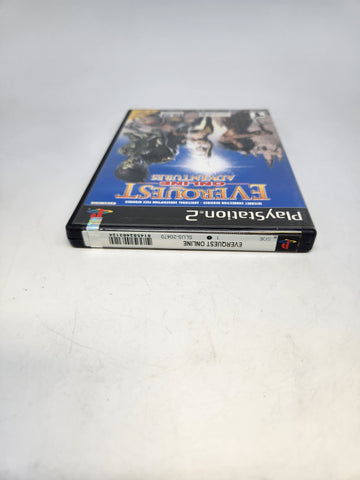 PlayStation.2
INTERNET CONNECTION REQUIRED - ADDITIONAL SUBSCRIPTION FEES REQUIRED
EVERQUEST
ONLINE
ADVENTURES
EVERQUEST ONLINE
SLUS-20470